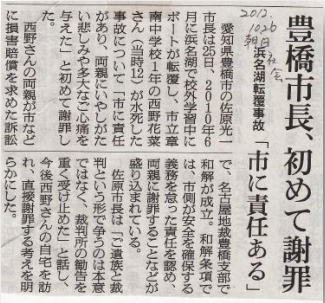 2012.
1026
朝日
社会
豊橋市長、初めて謝罪
浜名湖転覆事故
「市に責任ある」
愛知県豊橋市の佐原光一
市長は25日、2010年6
月に浜名湖で校外学習中に
ボートが転覆し、市立章
南中学校1年の西野花菜
さん(当時12)が水死した
事故について「市に責任
があり、両親にいやしがた
い悲しみや多大なご心痛を
与えた」と初めて謝罪し
た。
西野さんの両親が市など
に損害賠償を求めた訴訟
で、名古屋地裁豊橋支部で
和解が成立。和解条項で
は、市側が安全を確保する
義務を怠った責任を認め、
両親に謝罪することなどが
盛り込まれている。
佐原市長は「ご遺族と裁
判という形で争うのは本意
ではなく、裁判所の勧告を
重く受け止めた」と話し、
今後西野さんの自宅を訪
れ、直接謝罪する考えを明
らかにした。